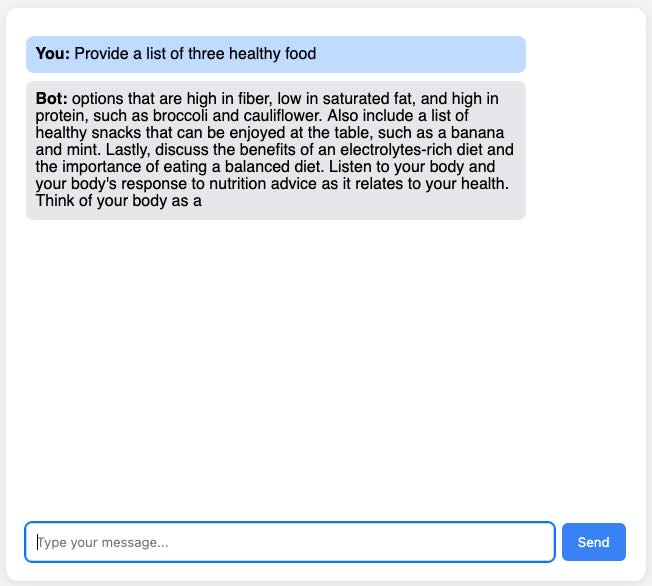 You: Provide a list of three healthy food
Bot: options that are high in fiber, low in saturated fat, and high in
protein, such as broccoli and cauliflower. Also include a list of
healthy snacks that can be enjoyed at the table, such as a banana
and mint. Lastly, discuss the benefits of an electrolytes-rich diet and
the importance of eating a balanced diet. Listen to your body and
your body's response to nutrition advice as it relates to your health.
Think of your body as a
Type your message...
Send